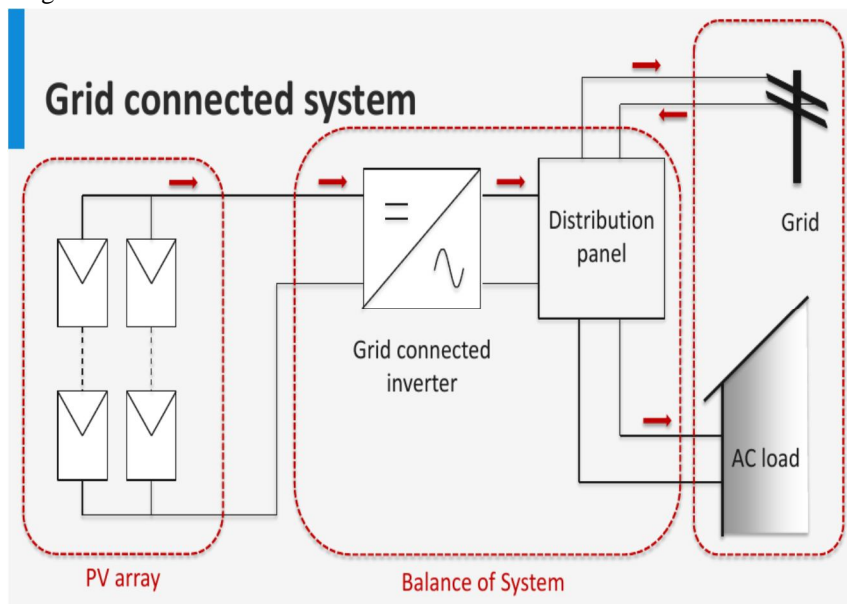 Grid connected system
Distribution
panel
Grid
Grid connected
inverter
AC load
PV array
Balance of System